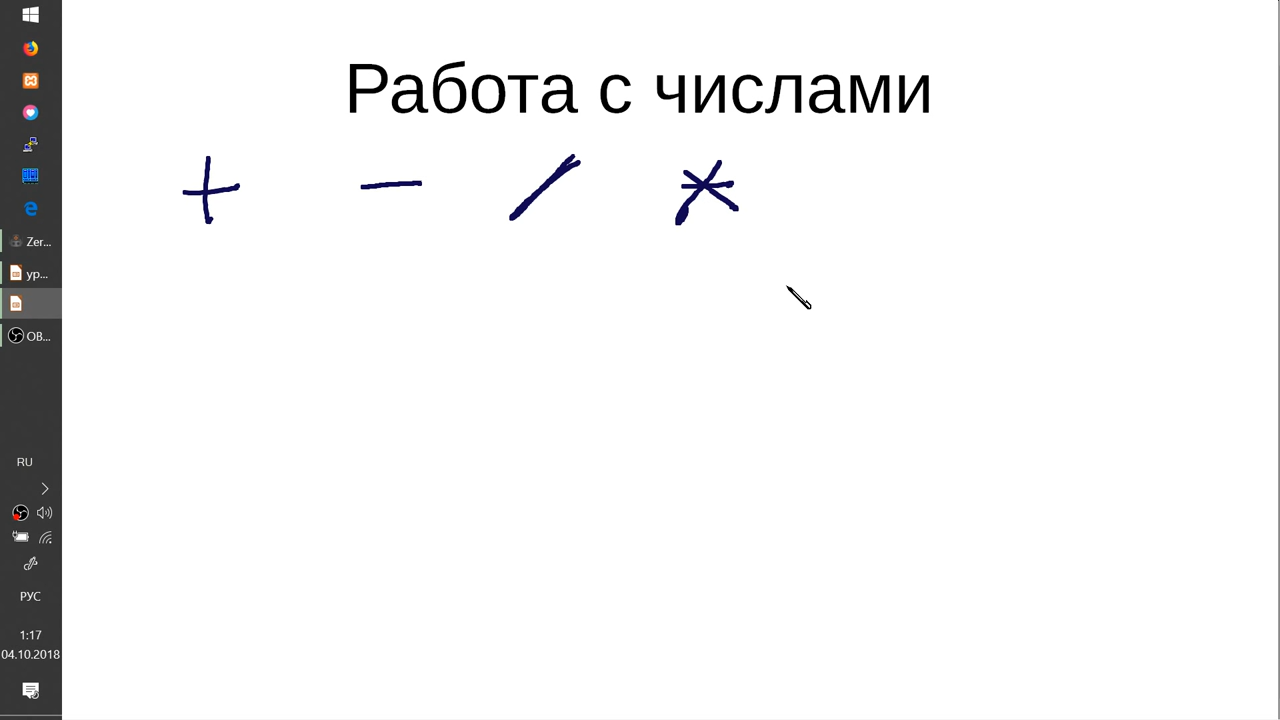 Работа с числами
+ - / *
Zer...
ур...
OB...
RU
РУС
1:17
04.10.2018